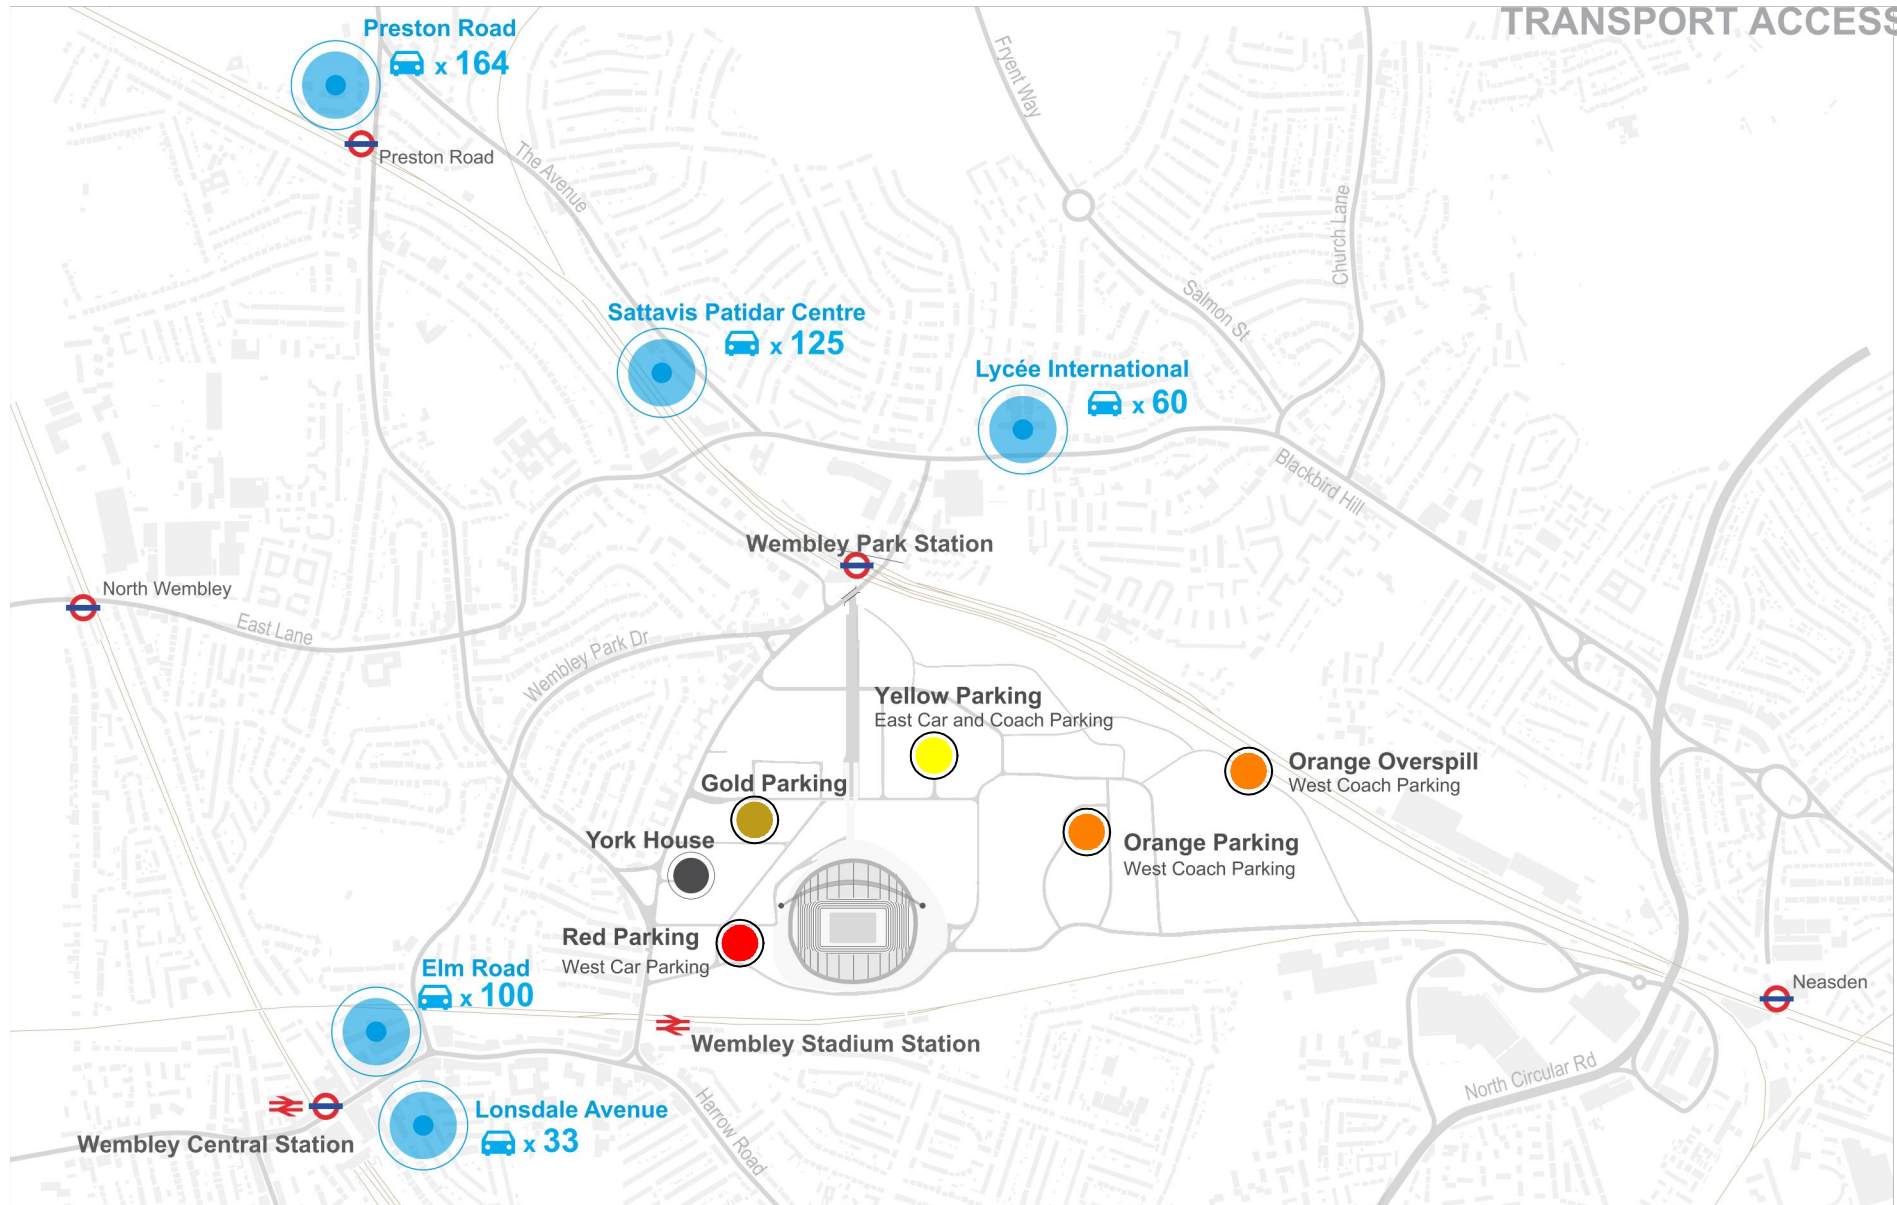 TRANSPORT ACCESS
Preston Road
x 164
Preston Road
The Avenue
Fryent Way
Church Lane
Salmon St
Sattavis Patidar Centre
x 125
Lycée International
x 60
Blackbird Hill
Wembley Park Station
North Wembley
East Lane
Wembley Park Dr
Yellow Parking
East Car and Coach Parking
Orange Overspill
West Coach Parking
Gold Parking
York House
Orange Parking
West Coach Parking
Red Parking
West Car Parking
Elm Road
x 100
Neasden
Wembley Stadium Station
North Circular Rd
Harrow Road
Lonsdale Avenue
x 33
Wembley Central Station